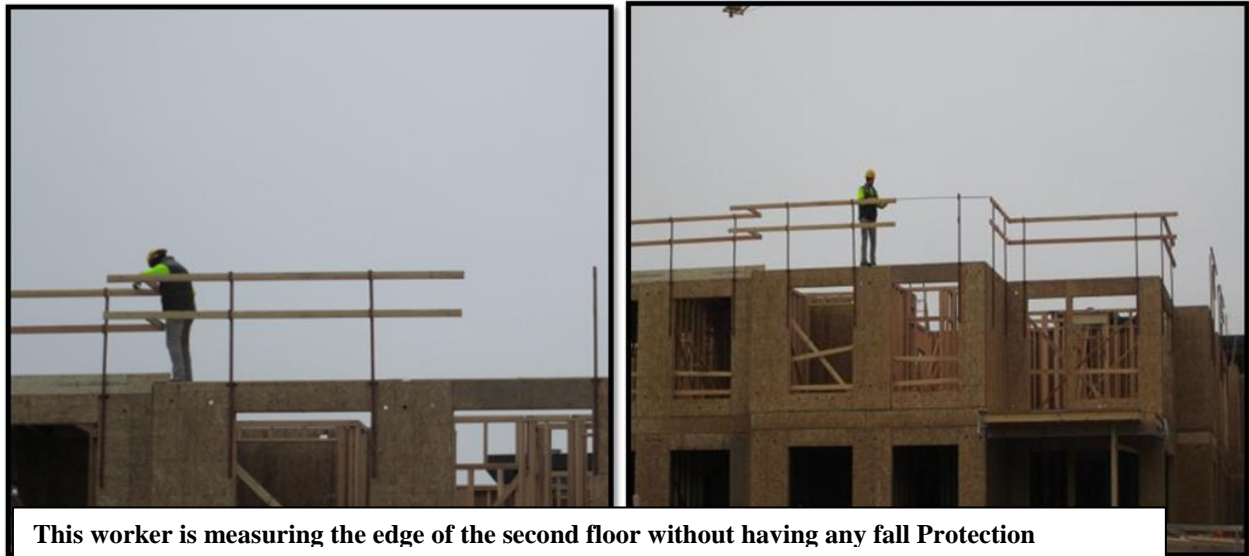 This worker is measuring the edge of the second floor without having any fall Protection